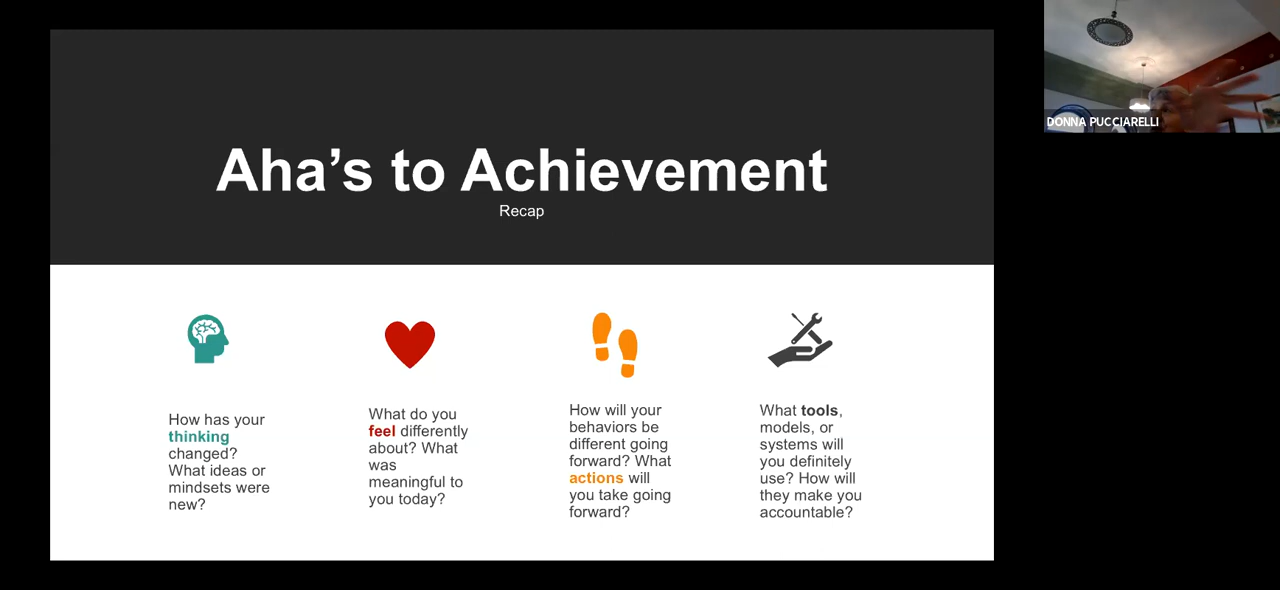 Aha's to Achievement
Recap
How has your
thinking
changed?
What ideas or
mindsets were
new?
What do you
feel differently
about? What
was
meaningful to
you today?
How will your
behaviors be
different going
forward? What
actions will
you take going
forward?
What tools,
models, or
systems will
you definitely
use? How will
they make you
accountable?
DONNA PUCCIARELLI